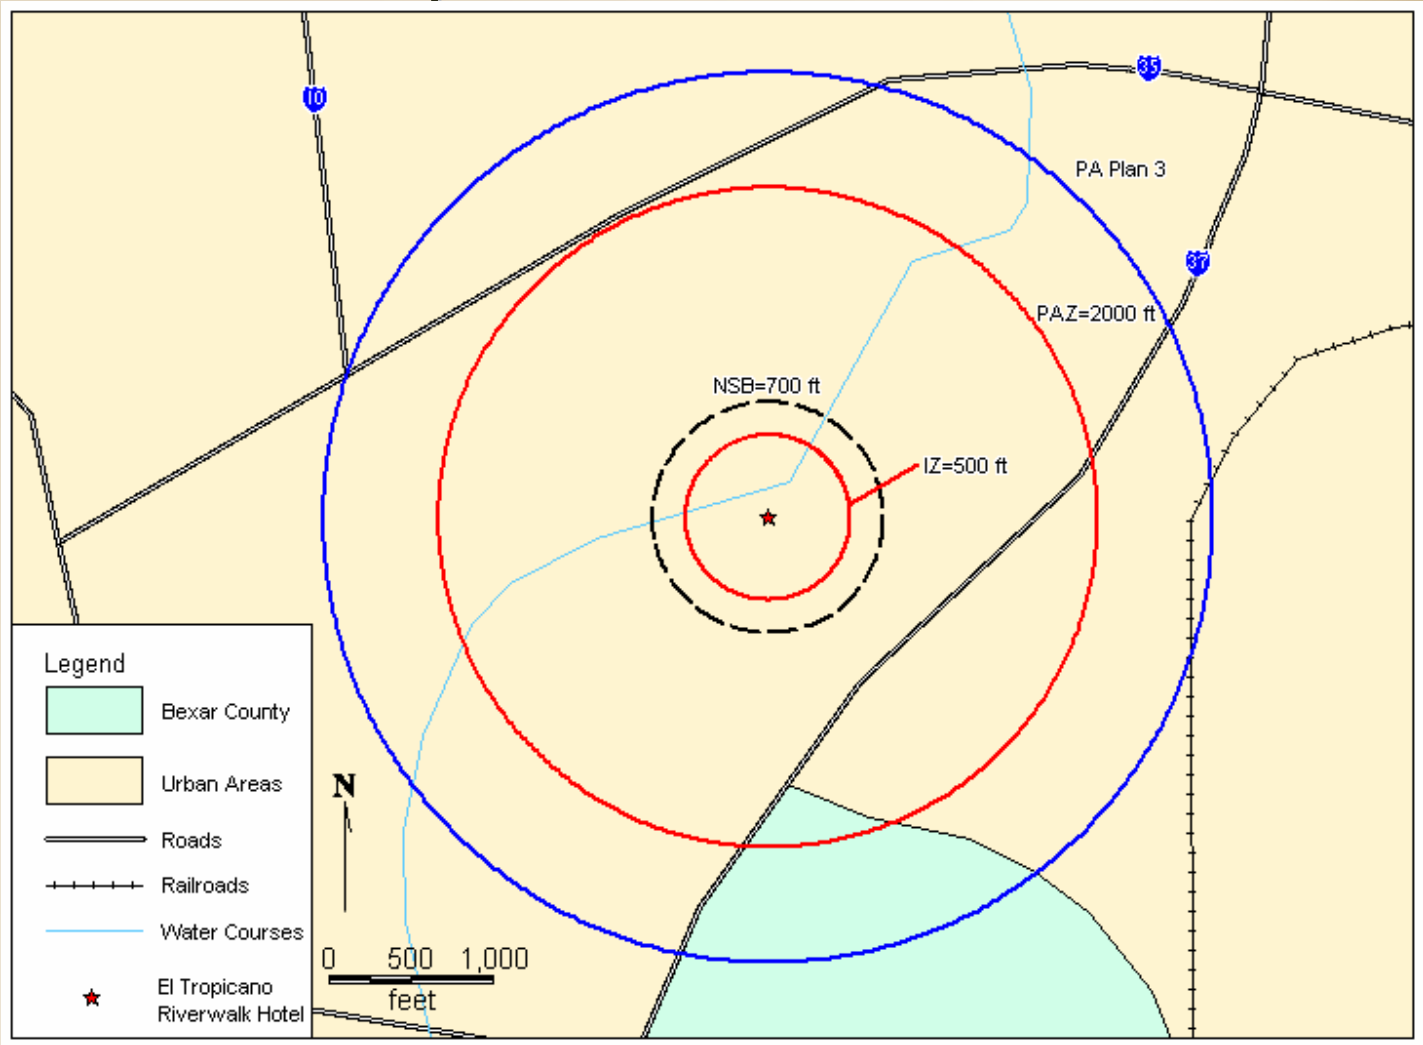 35
10
PA Plan 3
37
PAZ=2000 ft
NSB=700 ft
IZ=500 ft
Legend
Bexar County
Urban Areas
Roads
Railroads
Water Courses
El Tropicano
Riverwalk Hotel
N
0 500 1,000
feet